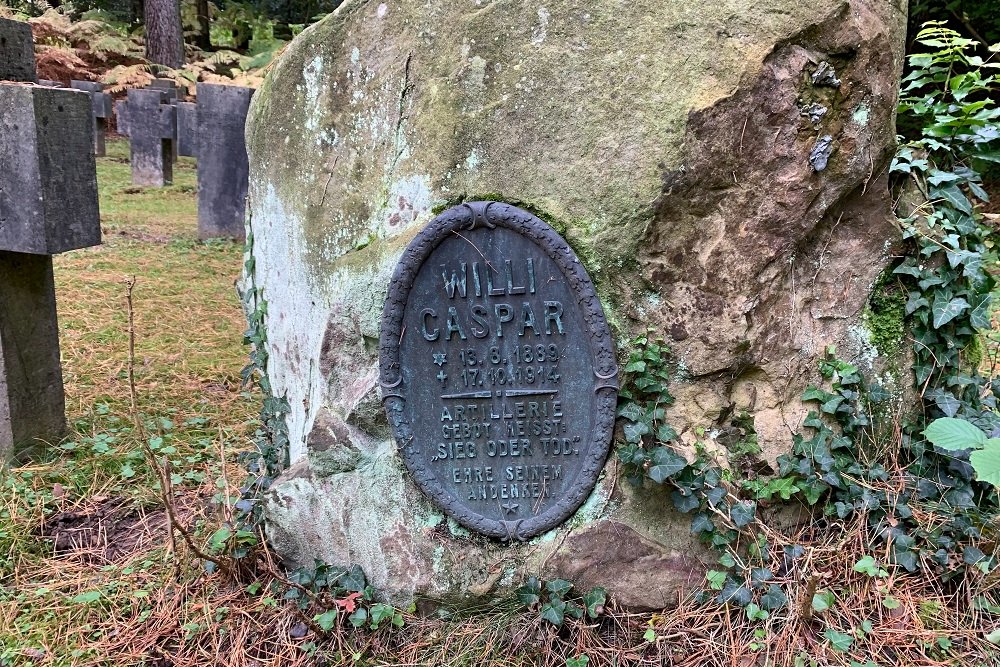 WILLI
CASPAR
* 13. 6. 1889
† 17. 10. 1914
ARTILLERIE
GEBOT HEISST:
„SIEG ODER TOD”.
EHRE SEINEM
ANDENKEN.